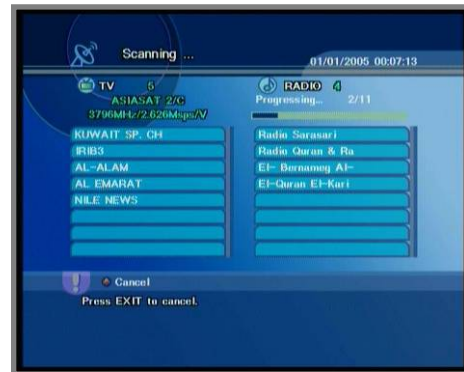 Scanning ...
01/01/2005 00:07:13
TV 5
ASIASAT 2/C
3796MHz/2.626Msps/V
RADIO 4
Progressing... 2/11
KUWAIT SP. CH
IRIB3
AL-ALAM
AL EMARAT
NILE NEWS
Radio Sarasari
Radio Quran & Ra
El- Bernameg Al-
El-Quran El-Kari
Cancel
Press EXIT to cancel.